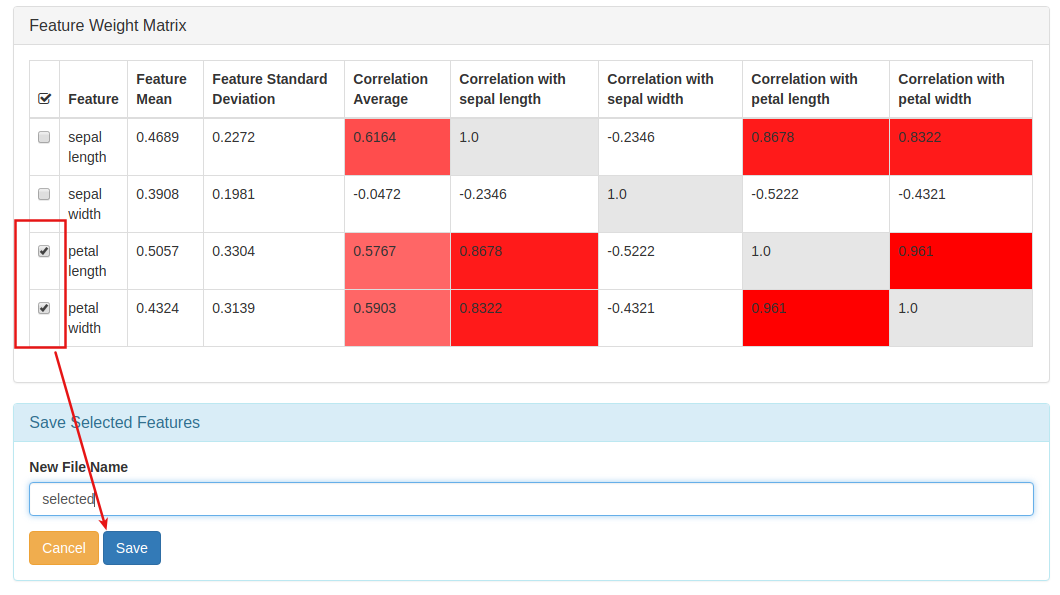 Feature Weight Matrix
Feature Feature Standard Correlation Correlation with Correlation with Correlation with Correlation with
Feature Mean Deviation Average sepal length sepal width petal length petal width
sepal 0.4689 0.2272 0.6164 1.0 -0.2346 0.8678 0.8322
length
sepal 0.3908 0.1981 -0.0472 -0.2346 1.0 -0.5222 -0.4321
width
petal 0.5057 0.3304 0.5767 0.8678 -0.5222 1.0 0.961
length
petal 0.4324 0.3139 0.5903 0.8322 -0.4321 0.961 1.0
width
Save Selected Features
New File Name
selected
Cancel Save